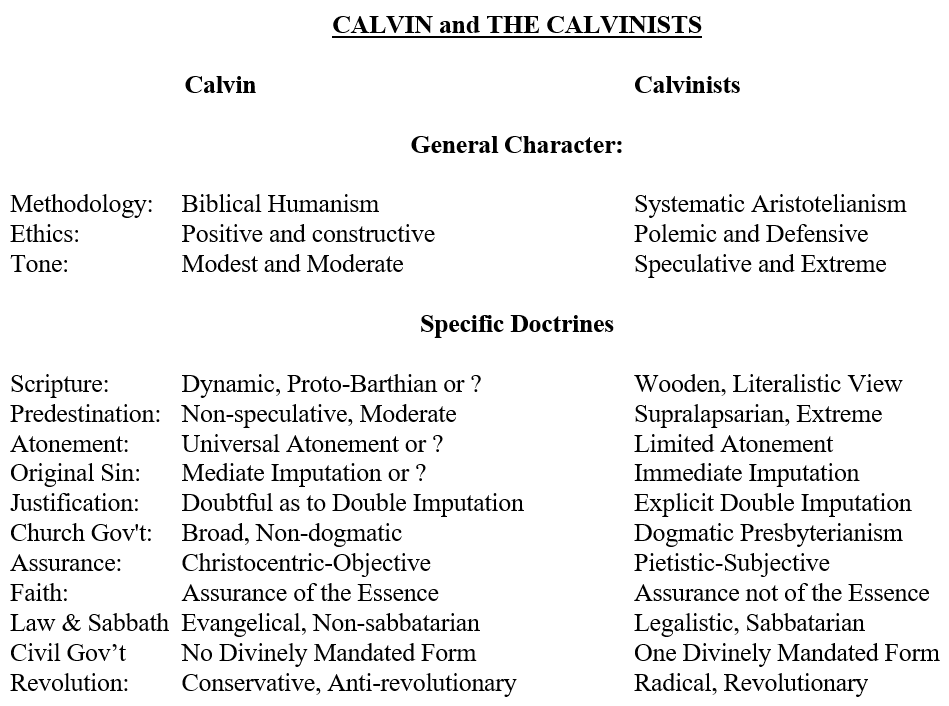 CALVIN and THE CALVINISTS
Calvin Calvinists
General Character:
Methodology: Biblical Humanism Systematic Aristotelianism
Ethics: Positive and constructive Polemic and Defensive
Tone: Modest and Moderate Speculative and Extreme
Specific Doctrines
Scripture: Dynamic, Proto-Barthian or ? Wooden, Literalistic View
Predestination: Non-speculative, Moderate Supralapsarian, Extreme
Atonement: Universal Atonement or ? Limited Atonement
Original Sin: Mediate Imputation or ? Immediate Imputation
Justification: Doubtful as to Double Imputation Explicit Double Imputation
Church Gov't: Broad, Non-dogmatic Dogmatic Presbyterianism
Assurance: Christocentric-Objective Pietistic-Subjective
Faith: Assurance of the Essence Assurance not of the Essence
Law & Sabbath Evangelical, Non-sabbatarian Legalistic, Sabbatarian
Civil Gov’t No Divinely Mandated Form One Divinely Mandated Form
Revolution: Conservative, Anti-revolutionary Radical, Revolutionary